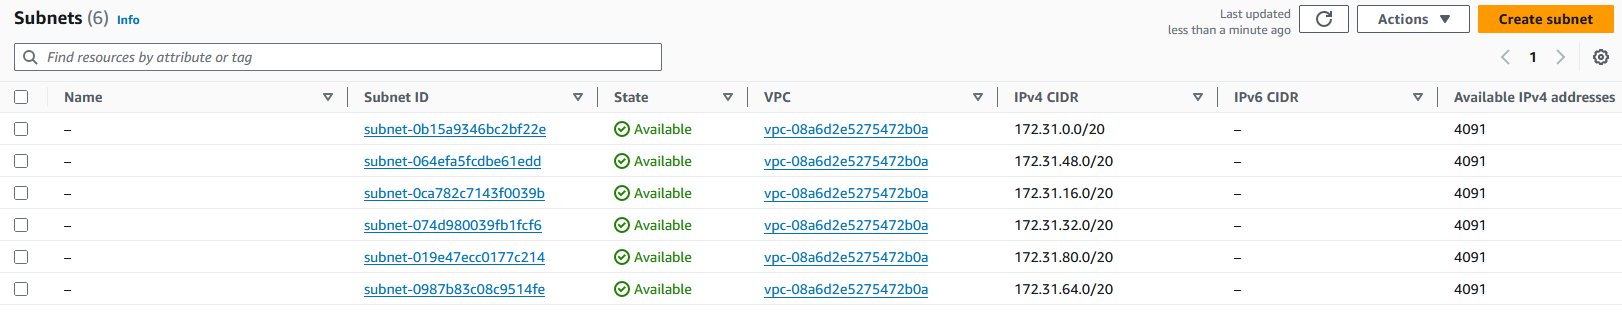 Subnets (6) Info
Last updated
less than a minute ago
Actions
Create subnet
Find resources by attribute or tag
1
Name Subnet ID State VPC IPv4 CIDR IPv6 CIDR Available IPv4 addresses
– subnet-0b15a9346bc2bf22e Available vpc-08a6d2e5275472b0a 172.31.0.0/20 – 4091
– subnet-064efa5fcdbe61edd Available vpc-08a6d2e5275472b0a 172.31.48.0/20 – 4091
– subnet-0ca782c7143f0039b Available vpc-08a6d2e5275472b0a 172.31.16.0/20 – 4091
– subnet-074d980039fb1fcf6 Available vpc-08a6d2e5275472b0a 172.31.32.0/20 – 4091
– subnet-019e47ecc0177c214 Available vpc-08a6d2e5275472b0a 172.31.80.0/20 – 4091
– subnet-0987b83c08c9514fe Available vpc-08a6d2e5275472b0a 172.31.64.0/20 – 4091